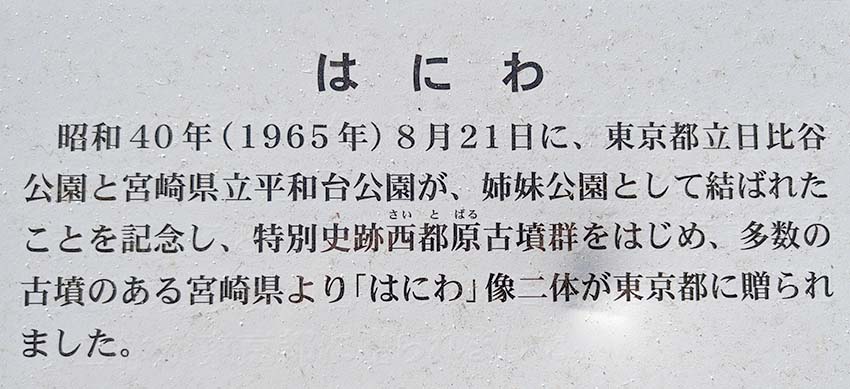 はにわ
昭和40年(1965年)8月21日に、東京都立日比谷
公園と宮崎県立平和台公園が、姉妹公園として結ばれた
さいとばる
ことを記念し、特別史跡西都原古墳群をはじめ、多数の
古墳のある宮崎県より「はにわ」像二体が東京都に贈られ
ました。